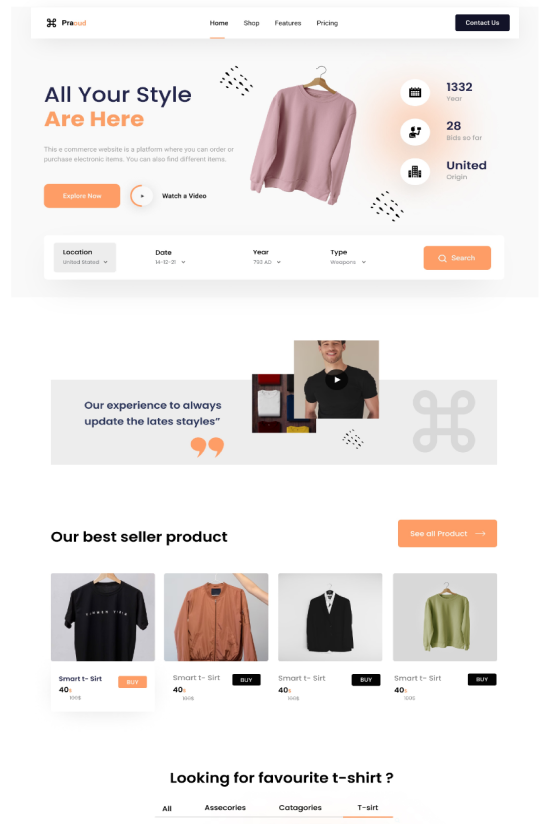 Praoud
Home Shop Features Pricing
Contact Us
All Your Style
Are Here
This e commerce website is a platform where you can order or
purchase electronic items. You can also find different items.
Explore Now
Watch a Video
1332
Year
28
Bids so far
United
Origin
Location
United Stated
Date
14-12-21
Year
750 AD
Type
Weapons
Search
Our experience to always
update the lates stayles”
Our best seller product
See all Product
Smart t- Sirt
40$
100$
BUY
Smart t- Sirt
40$
100$
BUY
Smart t- Sirt
40$
100$
BUY
Smart t- Sirt
40$
100$
BUY
Looking for favourite t-shirt ?
All Assecories Catagories T-sirt